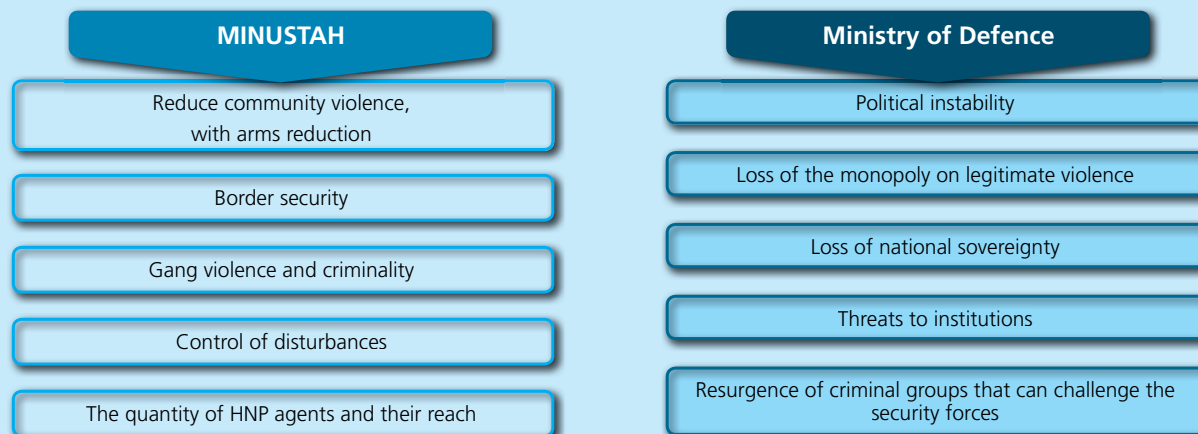 MINUSTAH
Reduce community violence,
with arms reduction
Border security
Gang violence and criminality
Control of disturbances
The quantity of HNP agents and their reach
Ministry of Defence
Political instability
Loss of the monopoly on legitimate violence
Loss of national sovereignty
Threats to institutions
Resurgence of criminal groups that can challenge the
security forces